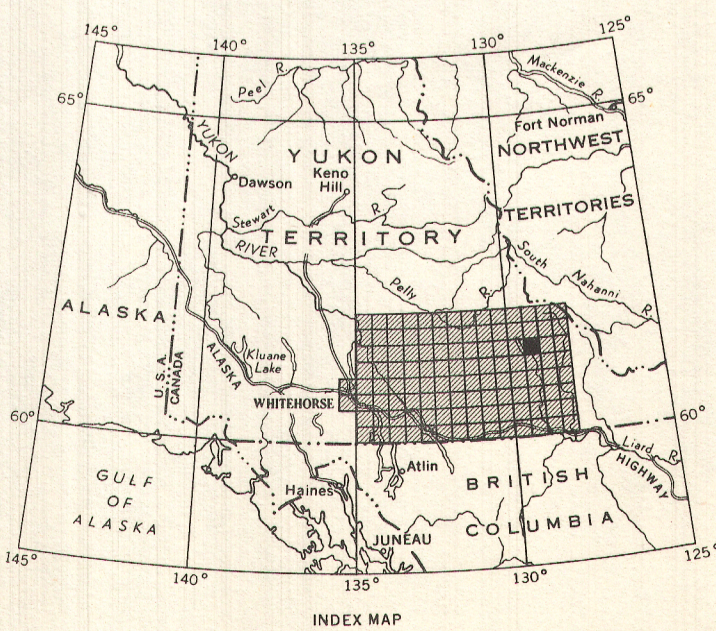 145°
140°
135°
130°
125°
65°
Peel R.
Mackenzie R.
65°
Fort Norman
YUKON
YUKON
NORTHWEST
Keno
Hill
Dawson
Stewart R.
TERRITORIES
TERRITORY
RIVER
South Nahanni R.
Pelly R.
ALASKA
ALASKA
Kluane
Lake
U.S.A.
CANADA
WHITEHORSE
60°
60°
Liard R.
HIGHWAY
Atlin
BRITISH
GULF
OF
ALASKA
Haines
COLUMBIA
JUNEAU
145°
140°
135°
130°
125°
INDEX MAP